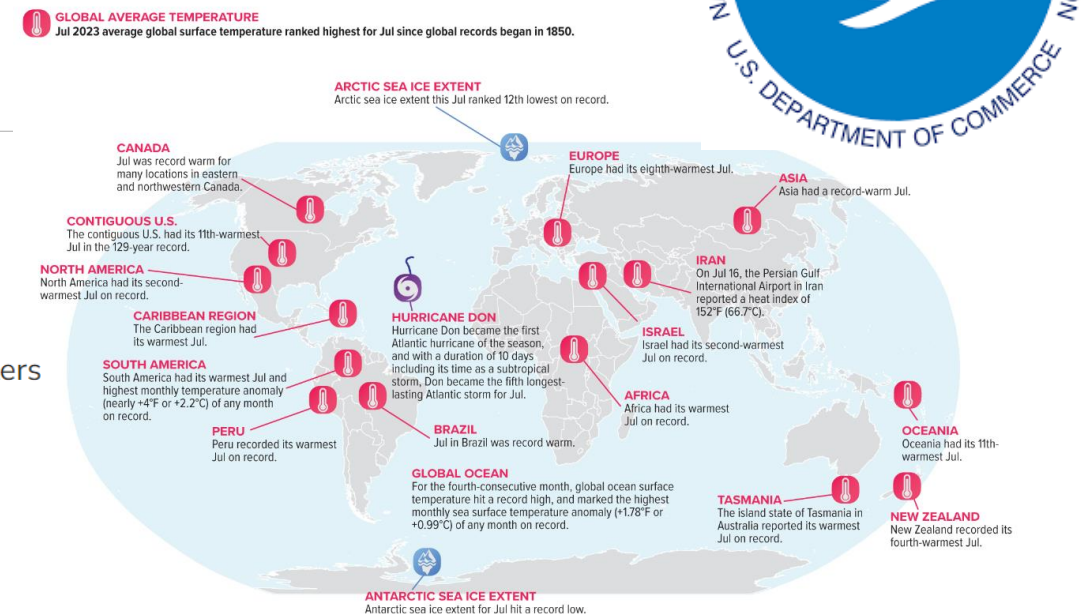 GLOBAL AVERAGE TEMPERATURE
Jul 2023 average global surface temperature ranked highest for Jul since global records began in 1850.
U.S. DEPARTMENT OF COMMERCE
ARCTIC SEA ICE EXTENT
Arctic sea ice extent this Jul ranked 12th lowest on record.
CANADA
Jul was record warm for
many locations in eastern
and northwestern Canada.
EUROPE
Europe had its eighth-warmest Jul.
ASIA
Asia had a record-warm Jul.
CONTIGUOUS U.S.
The contiguous U.S. had its 11th-warmest
Jul in the 129-year record.
NORTH AMERICA
North America had its second-
warmest Jul on record.
IRAN
On Jul 16, the Persian Gulf
International Airport in Iran
reported a heat index of
152°F (66.7°C).
CARIBBEAN REGION
The Caribbean region had
its warmest Jul.
HURRICANE DON
Hurricane Don became the first
Atlantic hurricane of the season,
and with a duration of 10 days
including its time as a subtropical
storm, Don became the fifth longest-
lasting Atlantic storm for Jul.
ISRAEL
Israel had its second-warmest
Jul on record.
ers
SOUTH AMERICA
South America had its warmest Jul and
highest monthly temperature anomaly
(nearly +4°F or +2.2°C) of any month
on record.
AFRICA
Africa had its warmest
Jul on record.
PERU
Peru recorded its warmest
Jul on record.
BRAZIL
Jul in Brazil was record warm.
OCEANIA
Oceania had its 11th-
warmest Jul.
GLOBAL OCEAN
For the fourth-consecutive month, global ocean surface
temperature hit a record high, and marked the highest
monthly sea surface temperature anomaly (+1.78°F or
+0.99°C) of any month on record.
TASMANIA
The island state of Tasmania in
Australia reported its warmest
Jul on record.
NEW ZEALAND
New Zealand recorded its
fourth-warmest Jul.
ANTARCTIC SEA ICE EXTENT
Antarctic sea ice extent for Jul hit a record low.